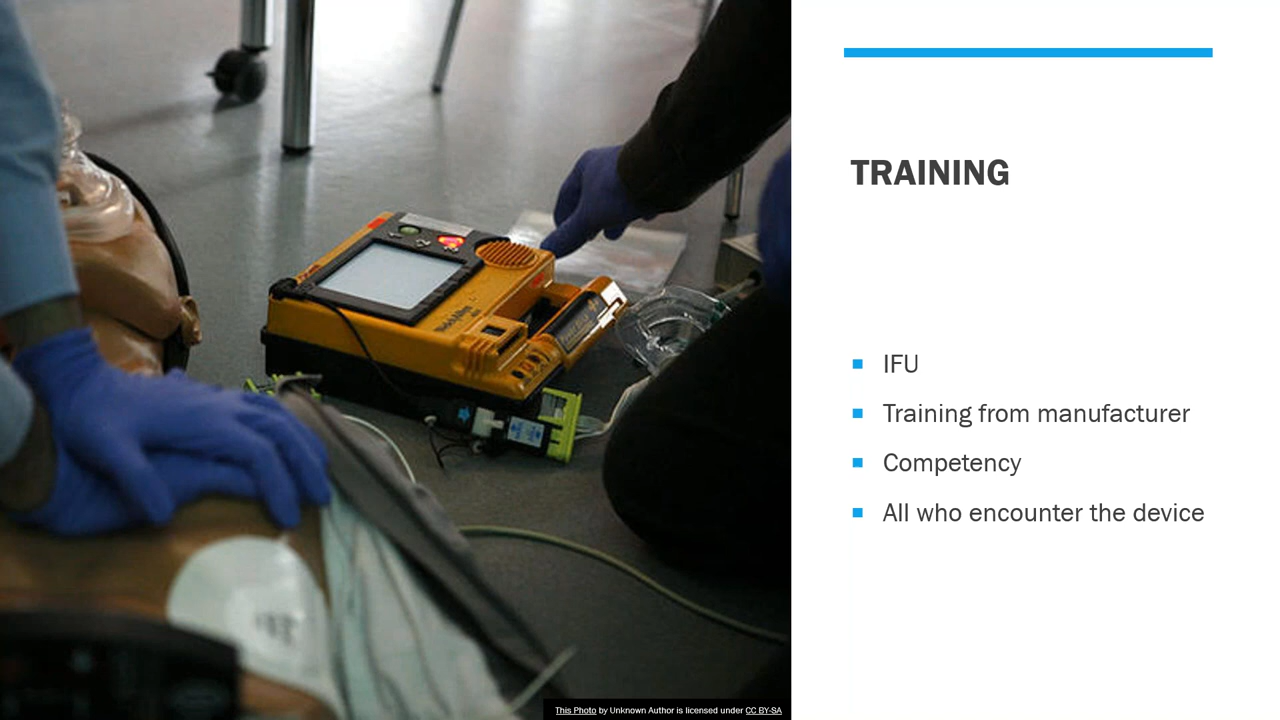 TRAINING
IFU
Training from manufacturer
Competency
All who encounter the device
This Photo by Unknown Author is licensed under CC BY-SA